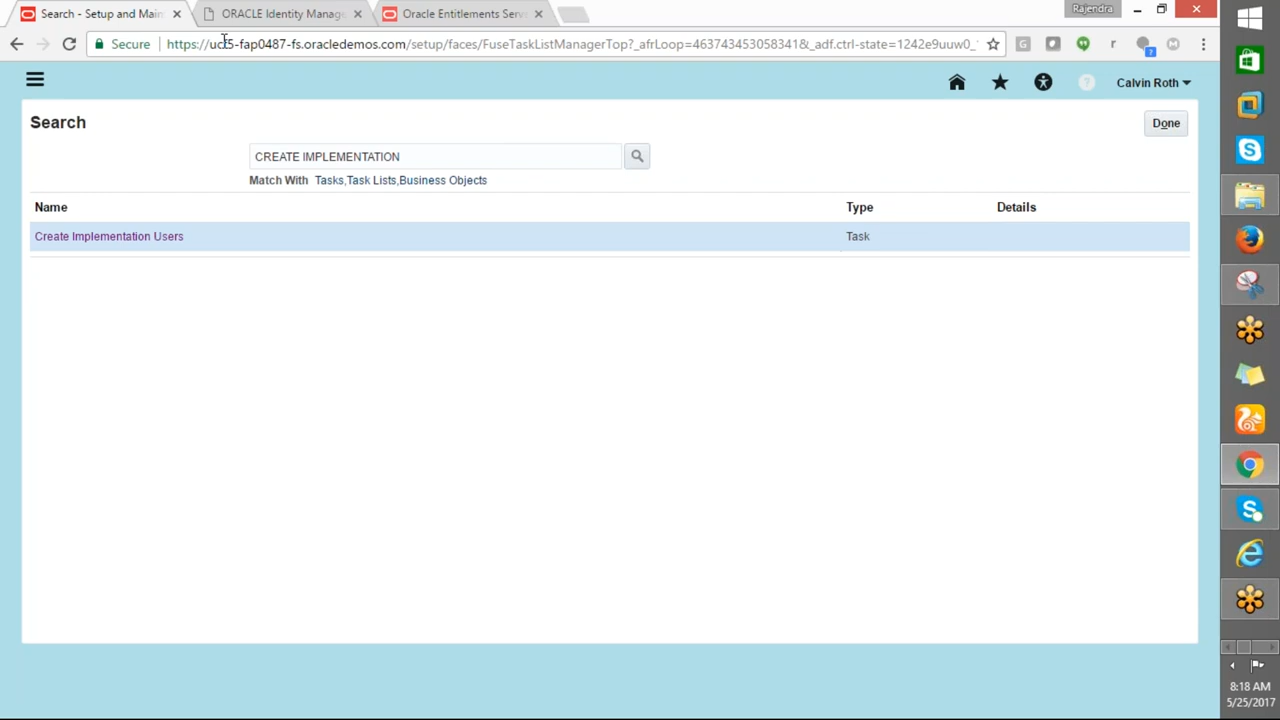 Search - Setup and Main
ORACLE Identity Manage
Oracle Entitlements Serv
Rajendra
Secure
https://ucf5-fap0487-fs.oracledemos.com/setup/faces/FuseTaskListManagerTop?_afrLoop=463743453058341&_adf.ctrl-state=1242e9uuw0_
Calvin Roth
Search
Done
CREATE IMPLEMENTATION
Match With Tasks,Task Lists,Business Objects
Name Type Details
Create Implementation Users Task
8:18 AM
5/25/2017